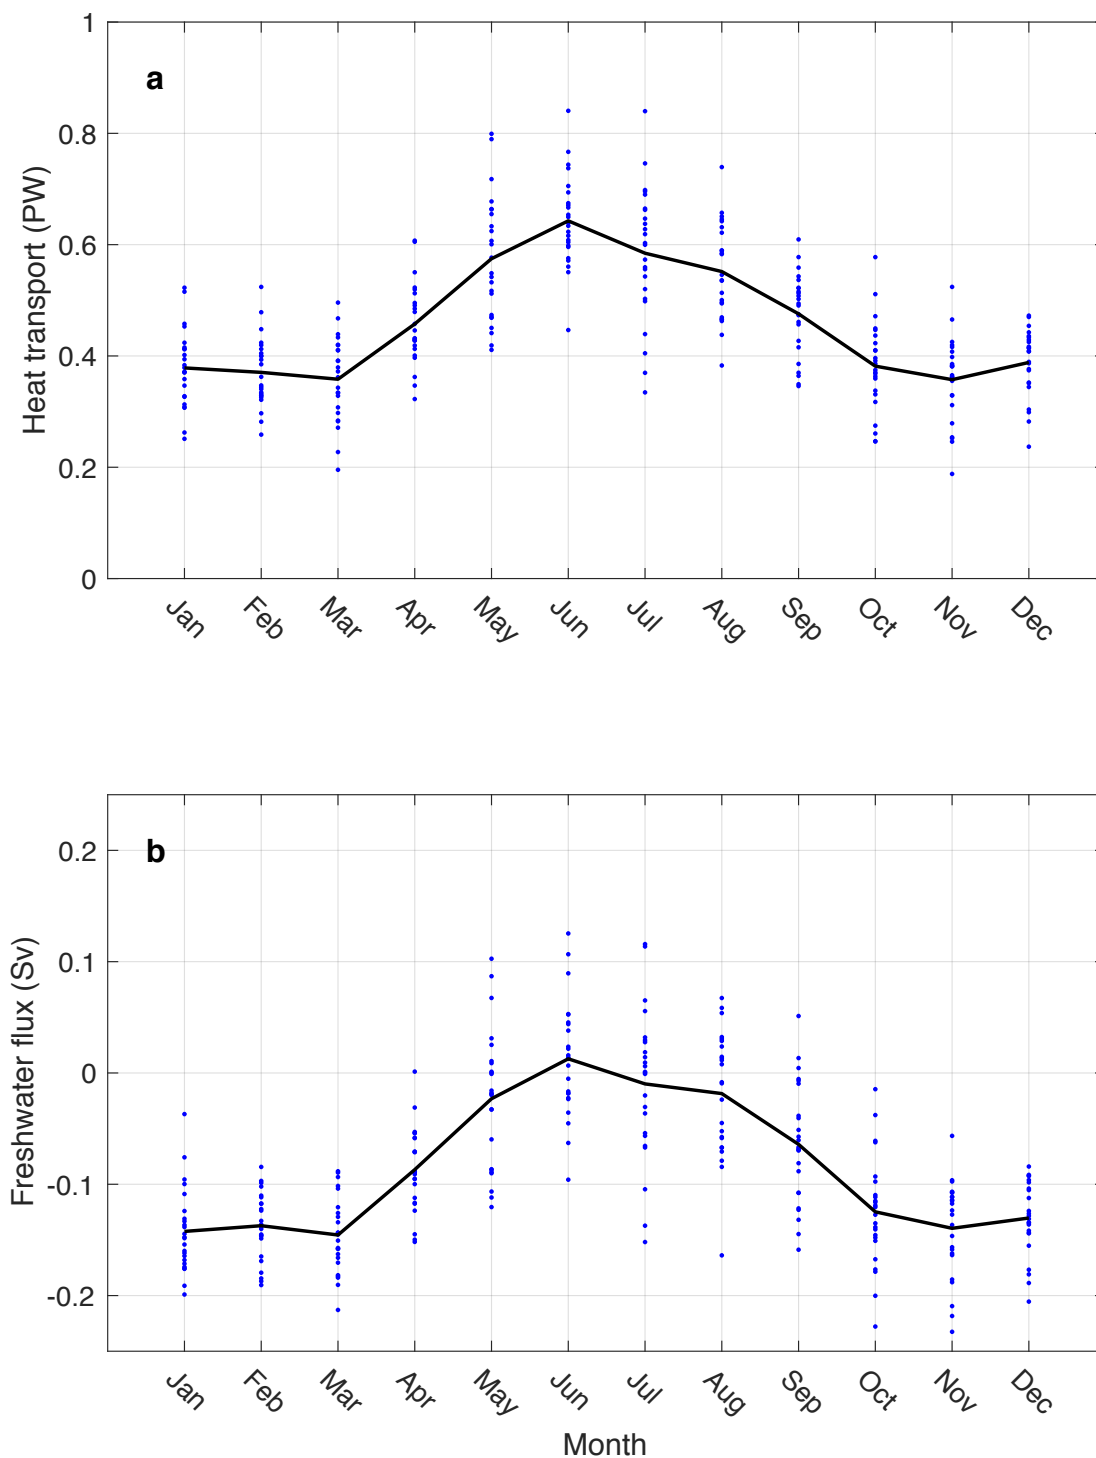 a
Heat transport (PW)
1
0.8
0.6
0.4
0.2
0
Jan Feb Mar Apr May Jun Jul Aug Sep Oct Nov Dec
b
Freshwater flux (Sv)
0.2
0.1
0
-0.1
-0.2
Jan Feb Mar Apr May Jun Jul Aug Sep Oct Nov Dec
Month